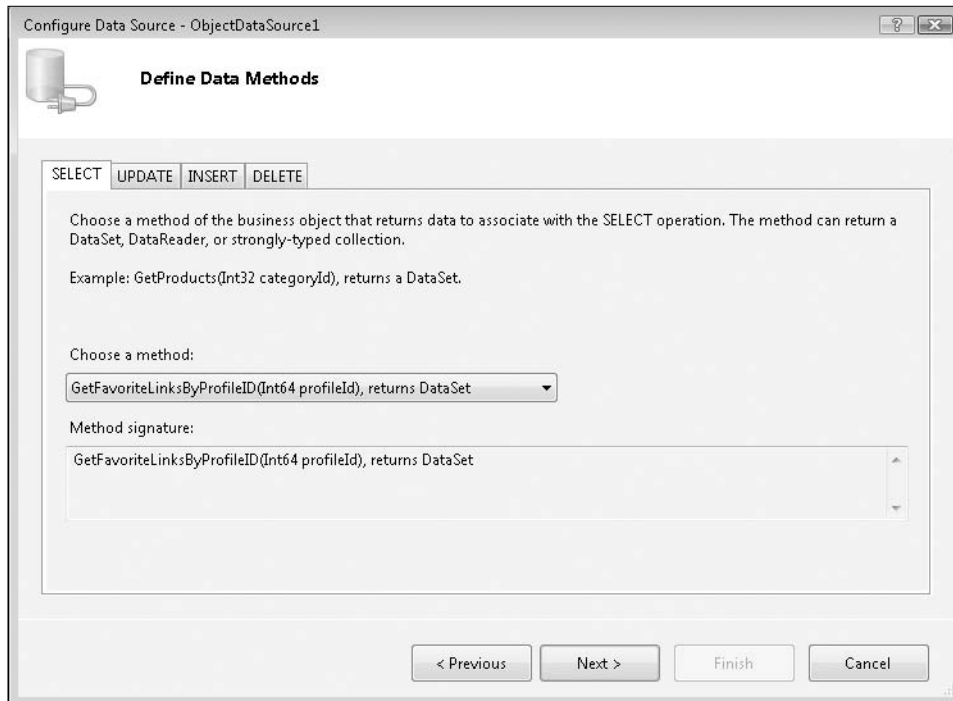 Configure Data Source - ObjectDataSource1
Define Data Methods
SELECT UPDATE INSERT DELETE
Choose a method of the business object that returns data to associate with the SELECT operation. The method can return a
DataSet, DataReader, or strongly-typed collection.
Example: GetProducts(Int32 categoryId), returns a DataSet.
Choose a method:
GetFavoriteLinksByProfileID(Int64 profileId), returns DataSet
Method signature:
GetFavoriteLinksByProfileID(Int64 profileId), returns DataSet
< Previous Next > Finish Cancel